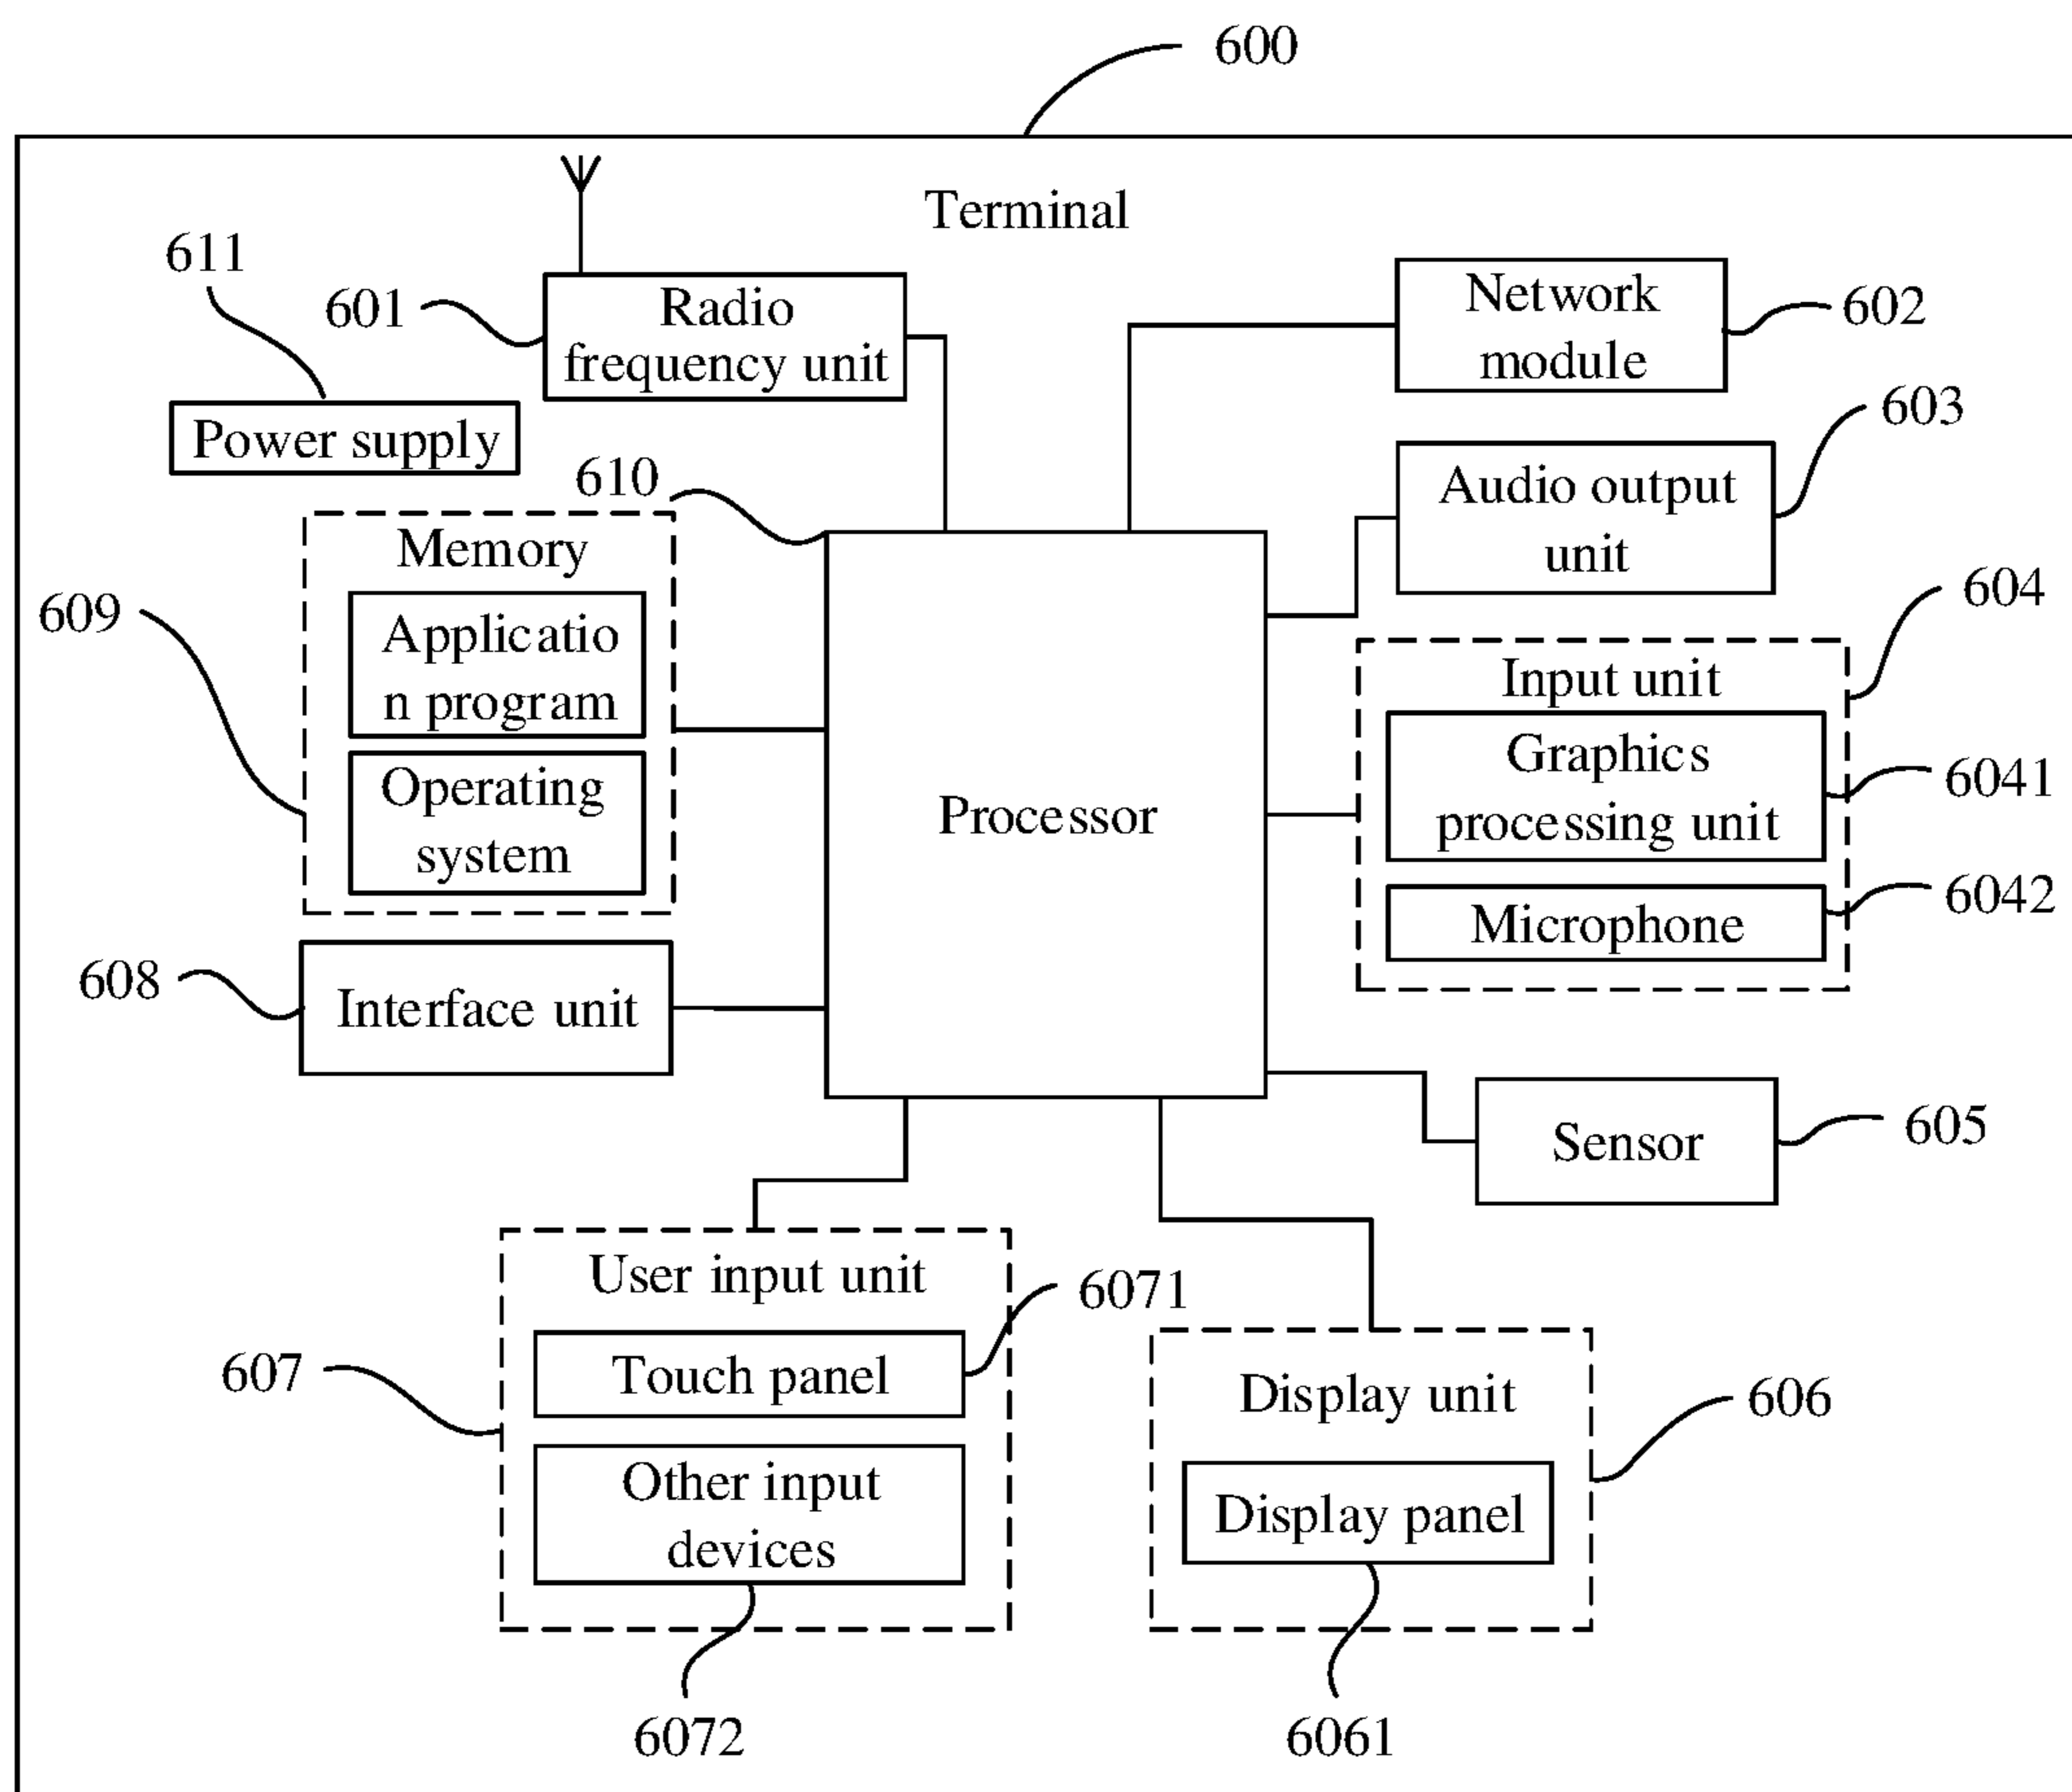 600
Terminal
611
601
Radio
frequency unit
Network
module
602
Power supply
603
Audio output
unit
610
Memory
609
Applicatio
n program
Operating
system
Processor
604
Input unit
Graphics
processing unit
6041
Microphone
6042
608
Interface unit
Sensor
605
User input unit
6071
607
Touch panel
Other input
devices
6072
Display unit
606
Display panel
6061